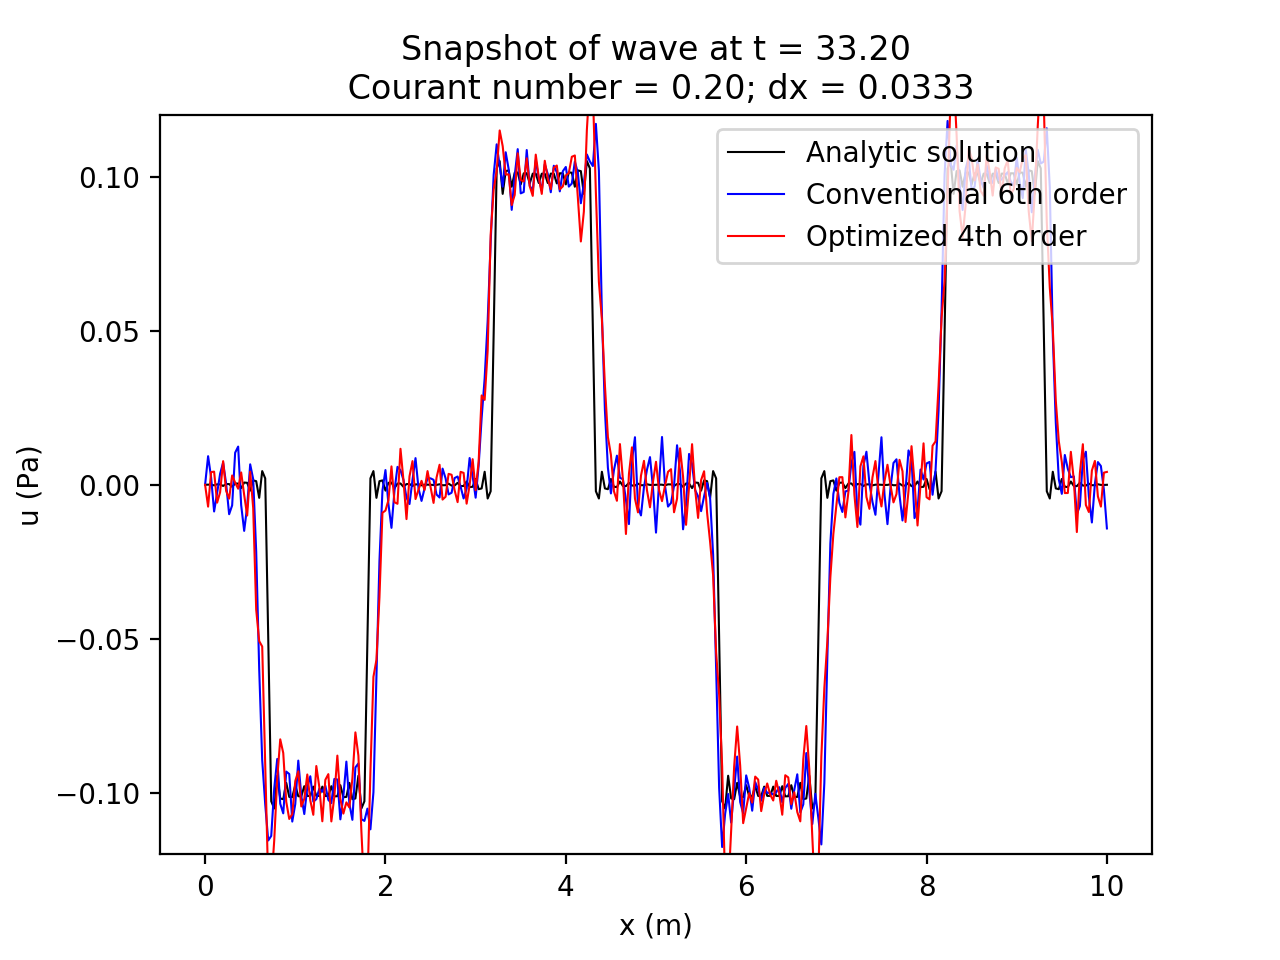 Snapshot of wave at t = 33.20
Courant number = 0.20; dx = 0.0333
Analytic solution
Conventional 6th order
Optimized 4th order
0.10
0.05
0.00
−0.05
−0.10
u (Pa)
0 2 4 6 8 10
x (m)